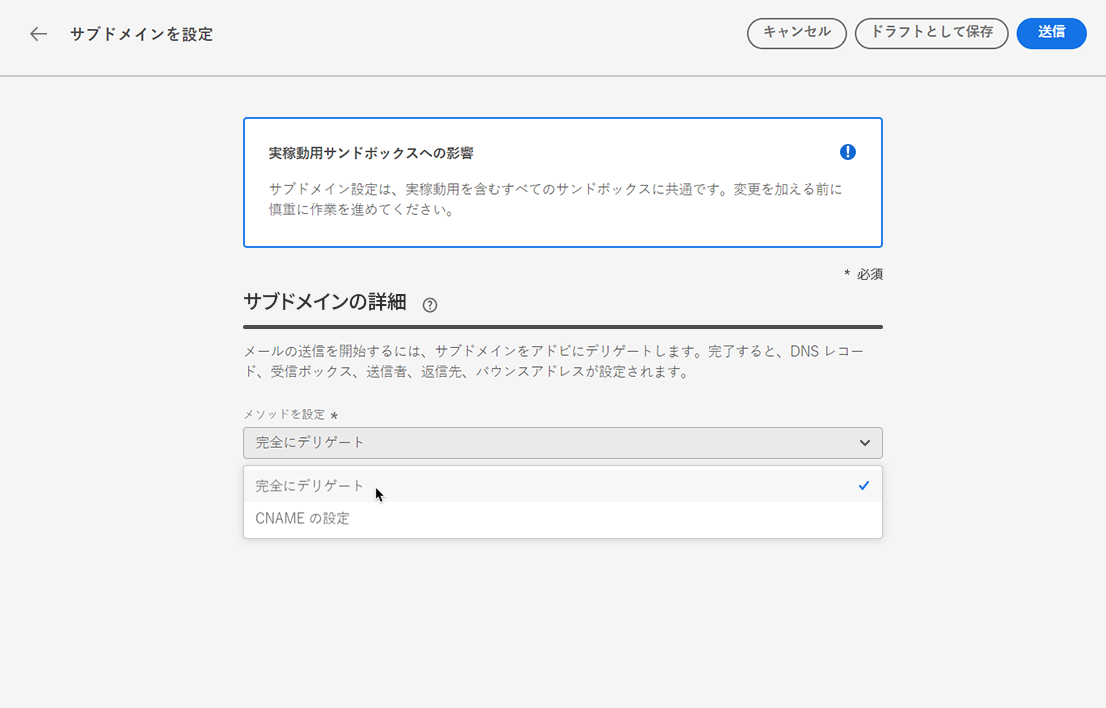 サブドメインを設定
キャンセル
ドラフトとして保存
送信
実稼動用サンドボックスへの影響
サブドメイン設定は、実稼動用を含むすべてのサンドボックスに共通です。変更を加える前に
慎重に作業を進めてください。
* 必須
サブドメインの詳細
メールの送信を開始するには、サブドメインをアドビにデリゲートします。完了すると、DNS レコー
ド、受信ボックス、送信者、返信先、バウンスアドレスが設定されます。
メソッドを設定 *
完全にデリゲート
完全にデリゲート
CNAME の設定